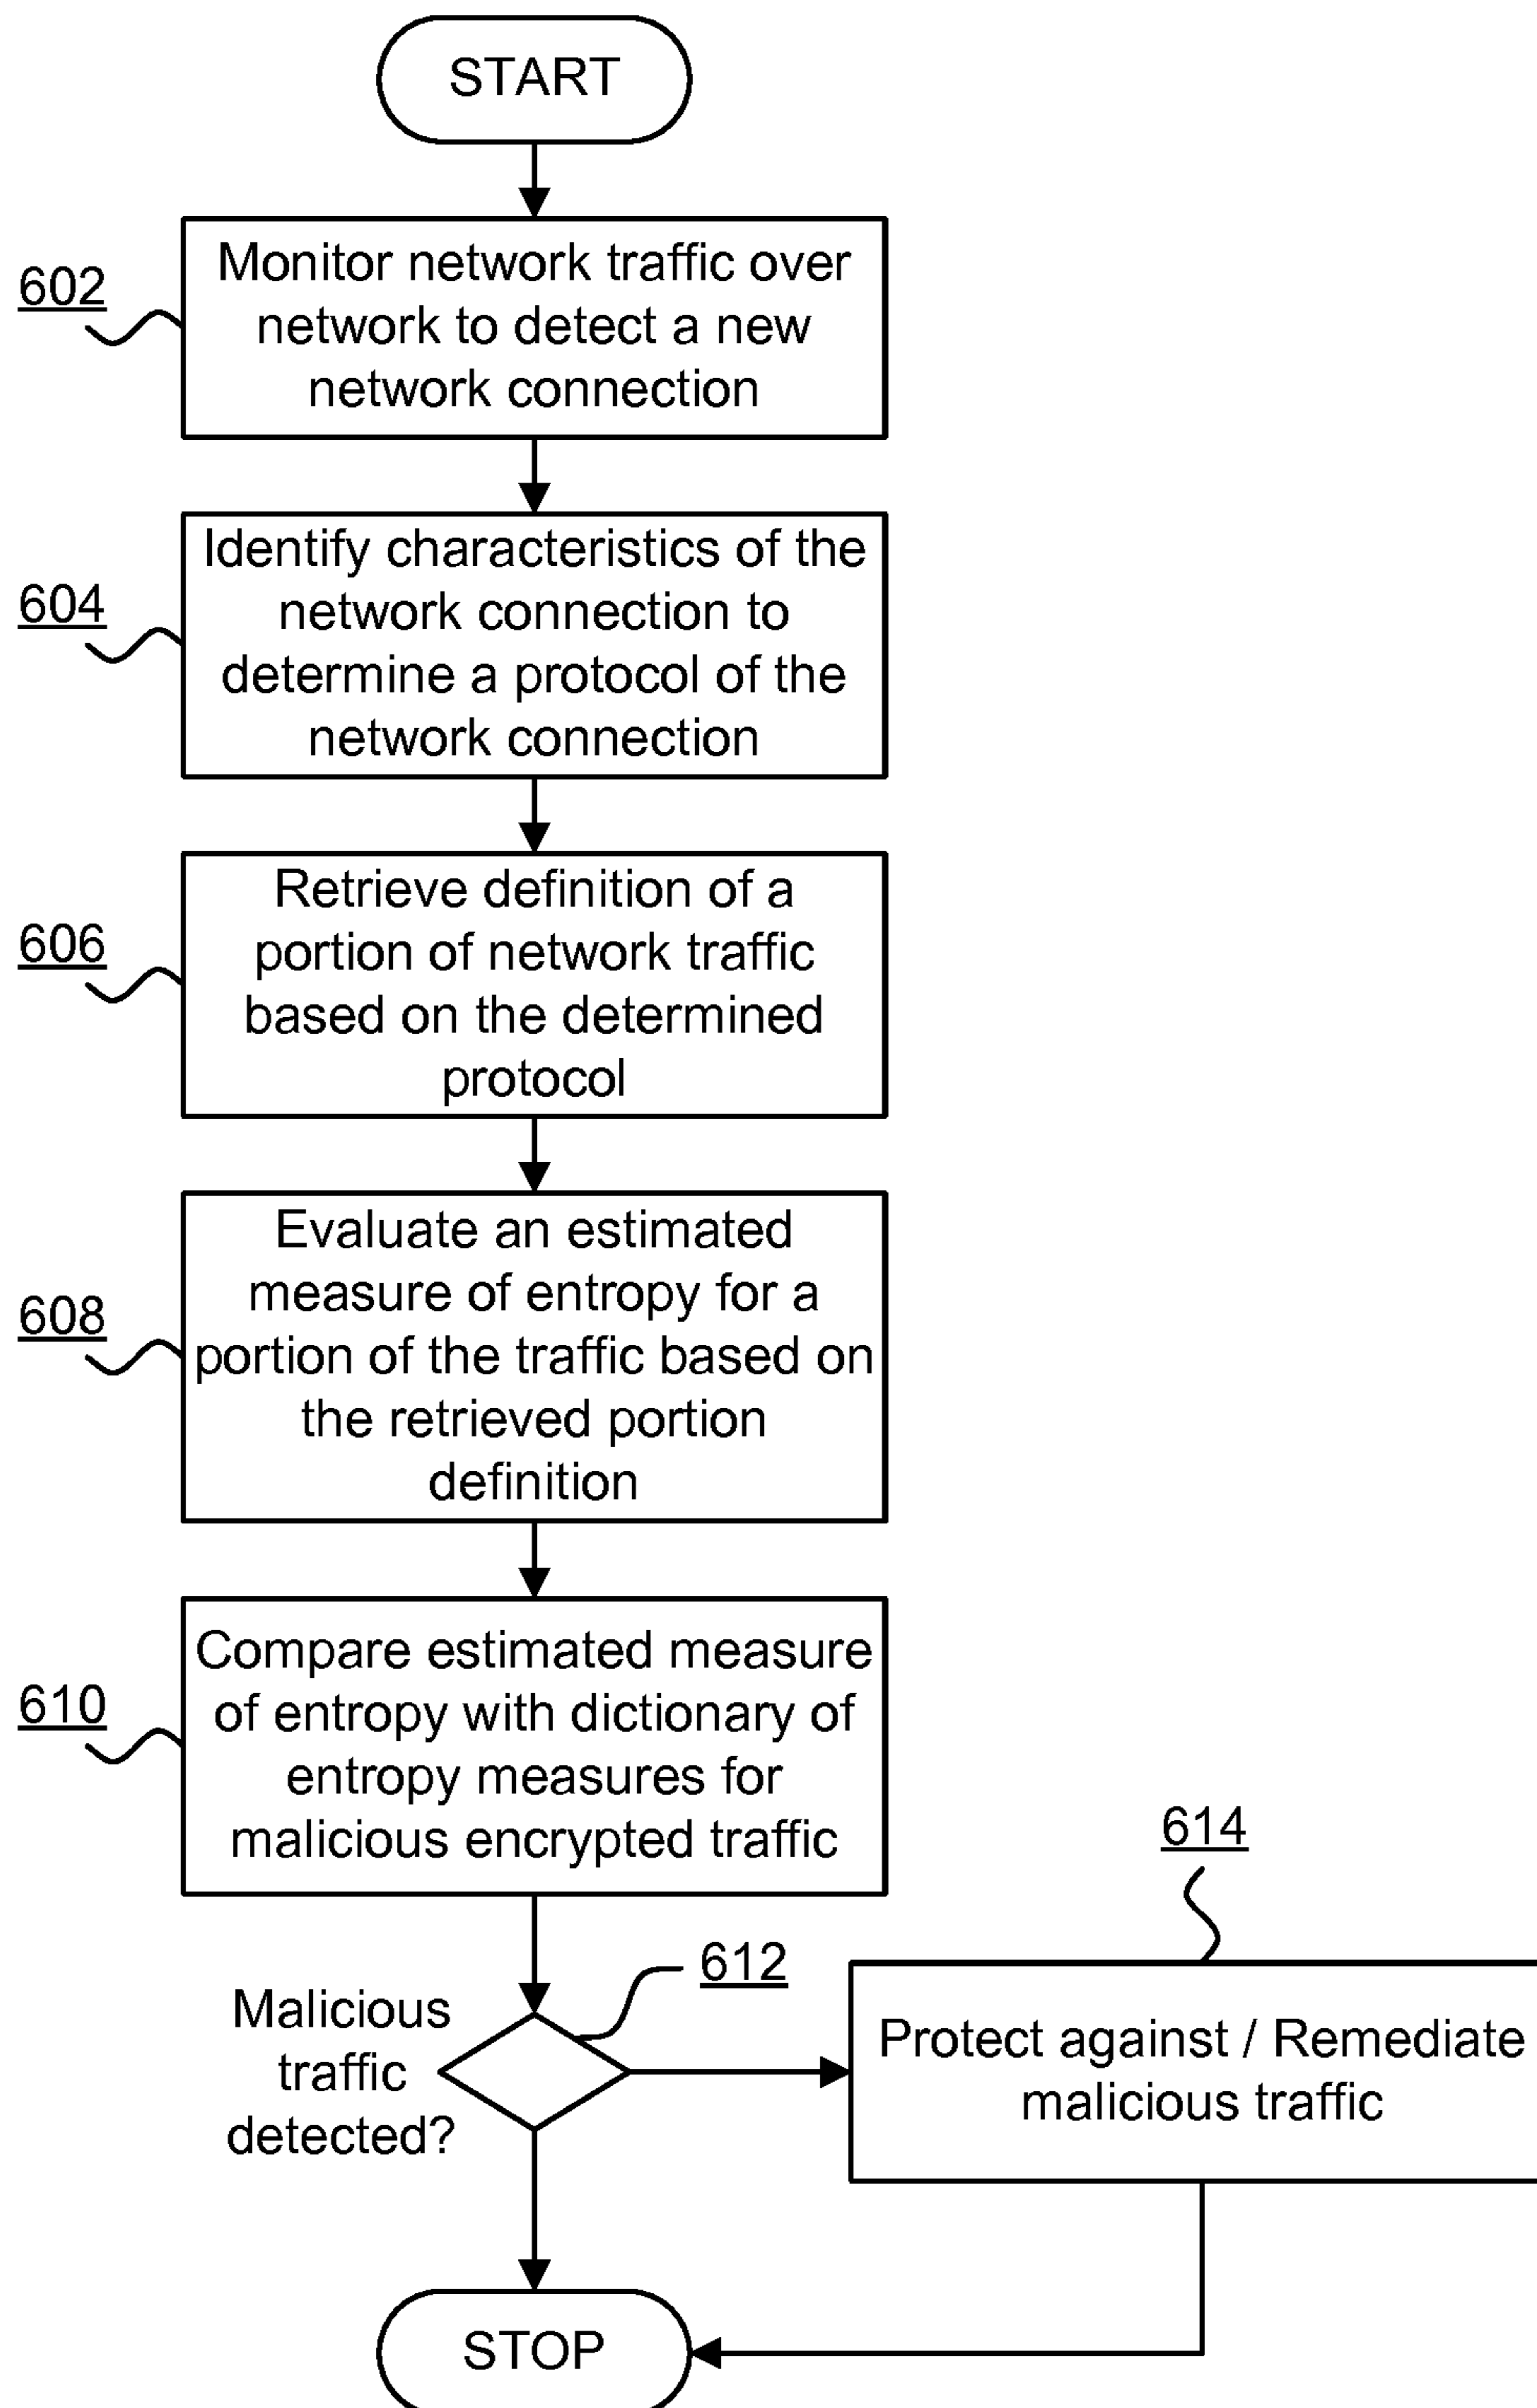 START
602
Monitor network traffic over
network to detect a new
network connection
604
Identify characteristics of the
network connection to
determine a protocol of the
network connection
606
Retrieve definition of a
portion of network traffic
based on the determined
protocol
608
Evaluate an estimated
measure of entropy for a
portion of the traffic based on
the retrieved portion
definition
610
Compare estimated measure
of entropy with dictionary of
entropy measures for
malicious encrypted traffic
612
Malicious
traffic
detected?
614
Protect against / Remediate
malicious traffic
STOP